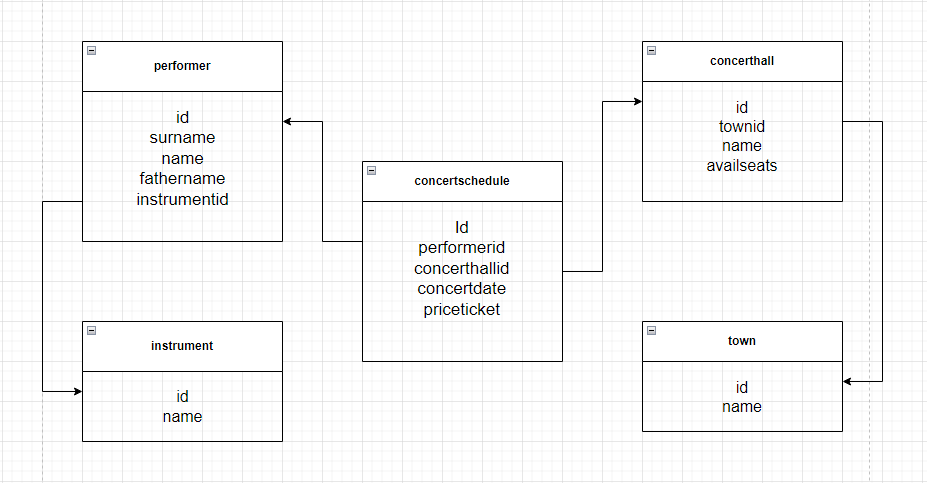 performer
id
surname
name
fathername
instrumentid
concerthall
id
townid
name
availseats
concertschedule
Id
performerid
concerthallid
concertdate
priceticket
instrument
id
name
town
id
name